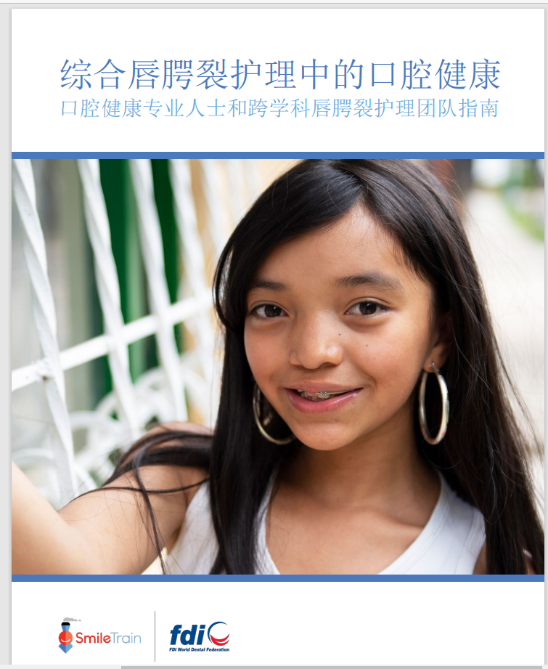 综合唇腭裂护理中的口腔健康
口腔健康专业人士和跨学科唇腭裂护理团队指南
SmileTrain
fdi
FDI World Dental Federation